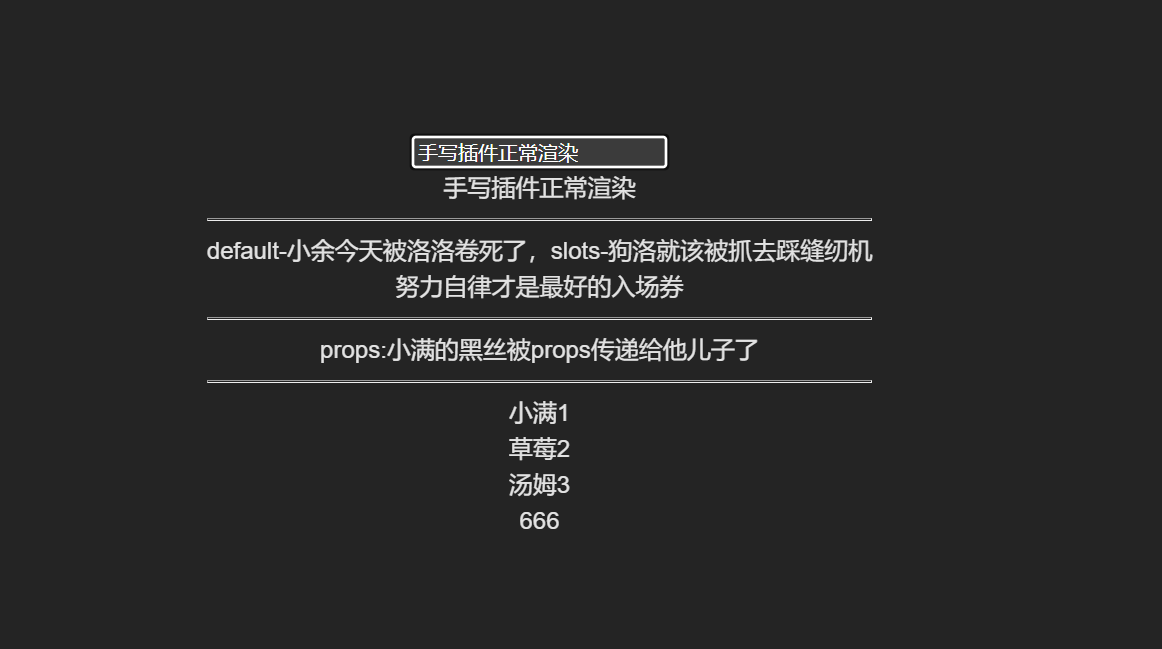 手写插件正常渲染
手写插件正常渲染
default-小余今天被洛洛卷死了，slots-狗洛就该被抓去踩缝纫机
努力自律才是最好的入场券
props:小满的黑丝被props传递给他儿子了
小满1
草莓2
汤姆3
666